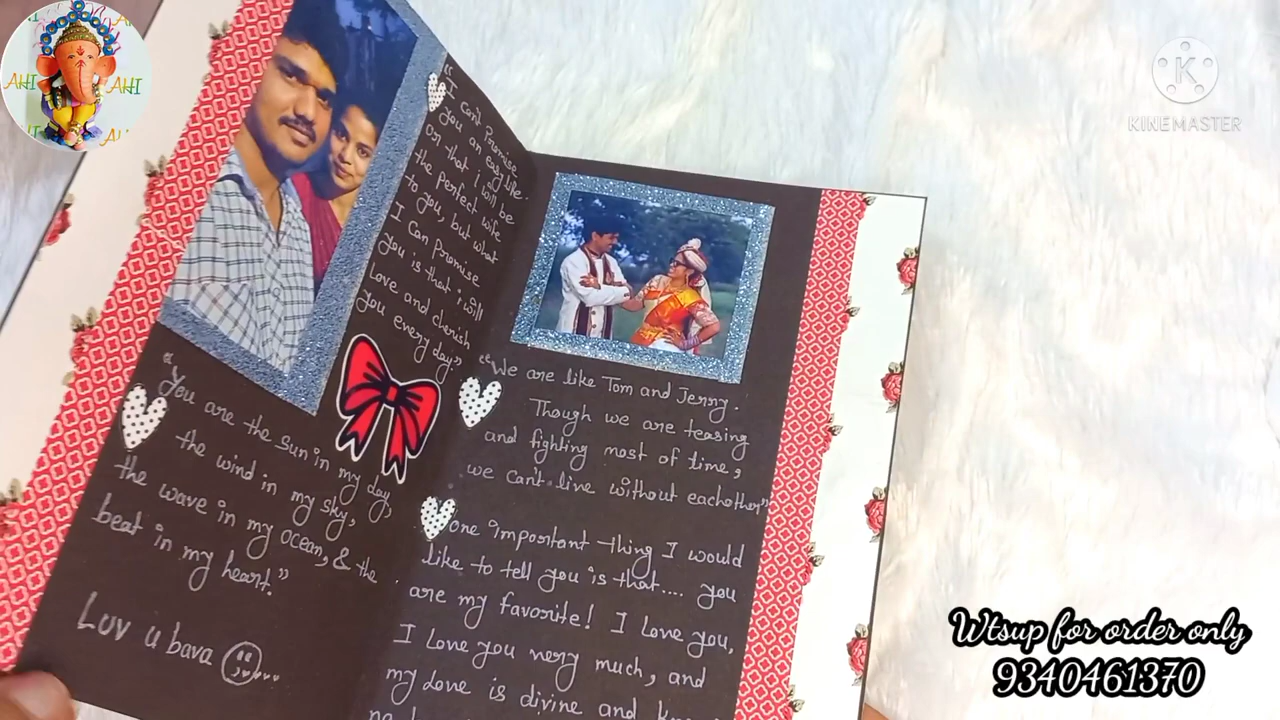 AHI AHI
K
KINEMASTER
"I can't Promise
you an easy life
or that i will be
the perfect wife
to you, but what
I can promise
you is that i will
Love and cherish
you every day"
"You are the Sun in my day,
the wind in my sky,
the wave in my ocean, & the
beat in my heart."
Luv u bava
"We are like Tom and Jerry.
Though we are teasing
and fighting most of time,
we can't live without eachother"
one important thing I would
like to tell you is that.... you
are my favorite! I love you,
I Love you very much, and
my Love is divine and
Wtsup for order only
9340461370